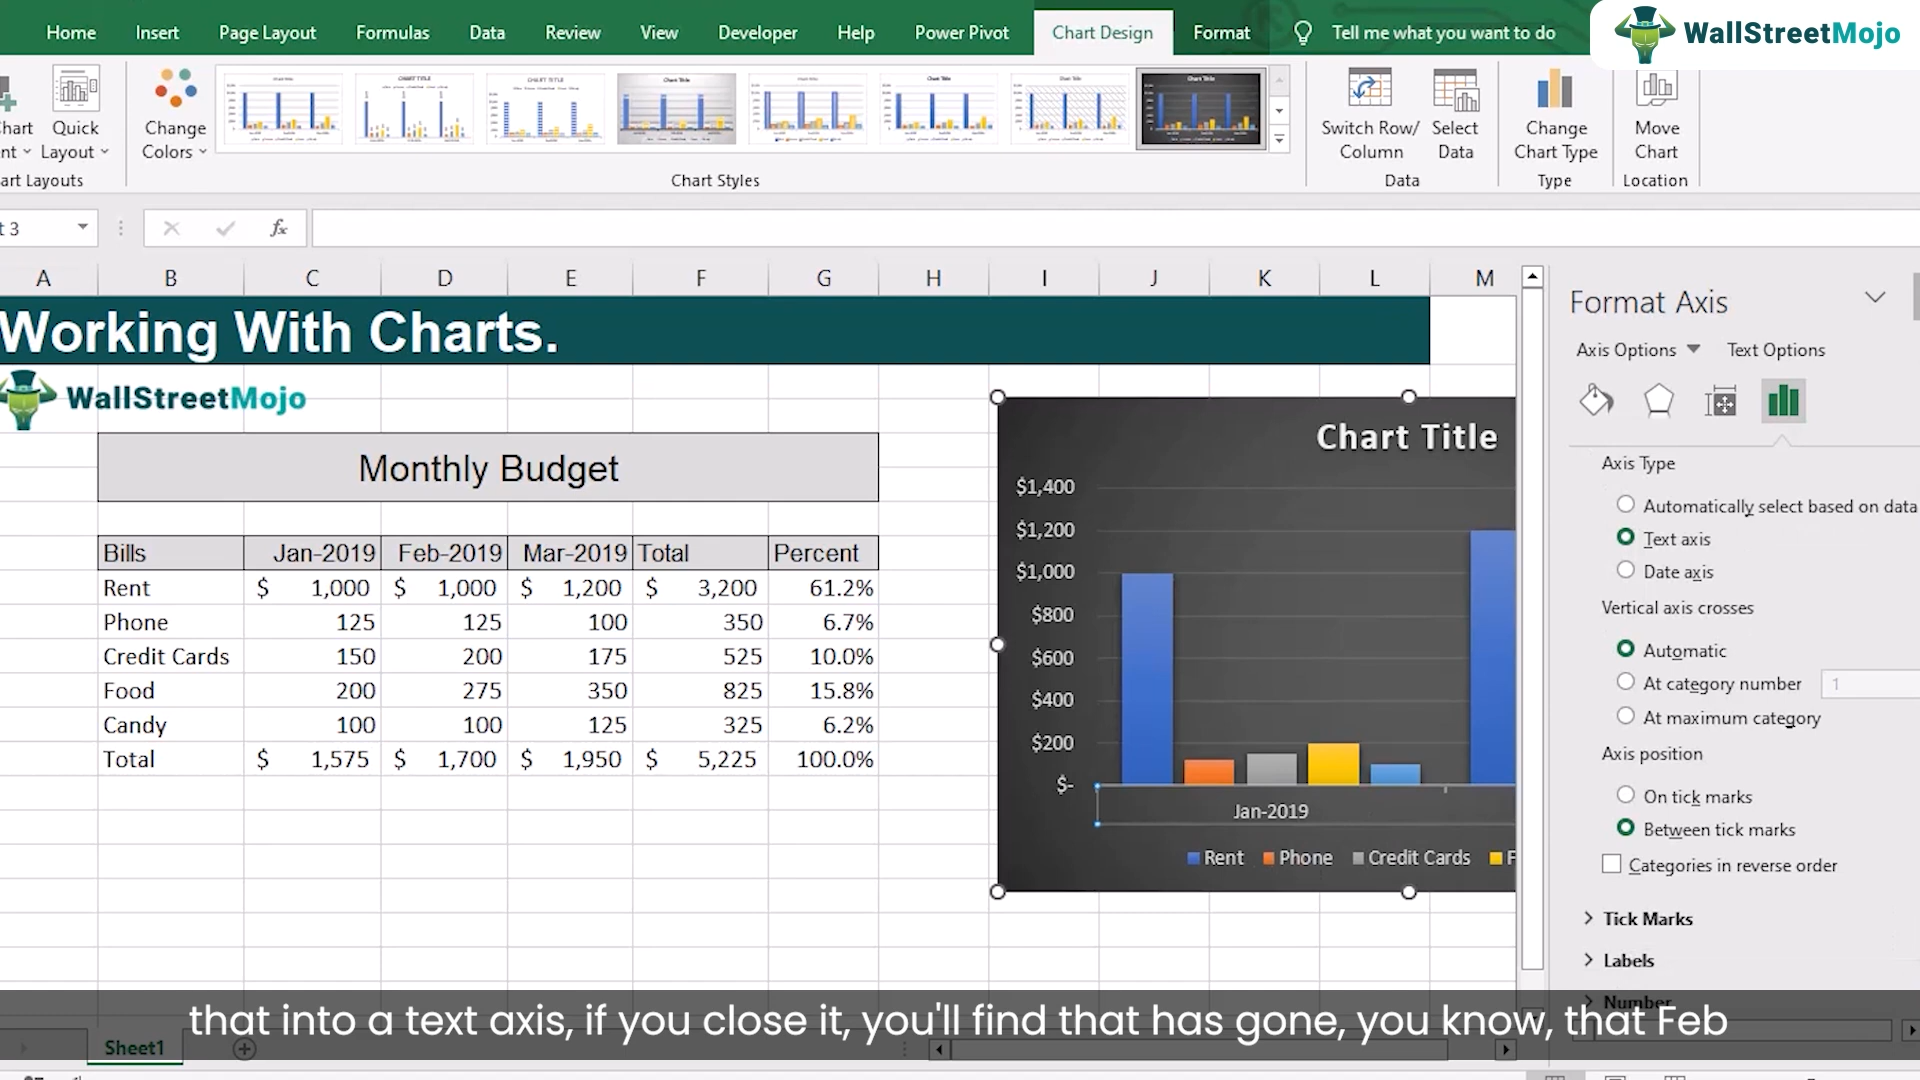 Home Insert Page Layout Formulas Data Review View Developer Help Power Pivot Chart Design Format Tell me what you want to do
WallStreetMojo
Quick Layout
Change Colors
Switch Row/ Column
Select Data
Change Chart Type
Move Chart
Chart Styles
Data
Type
Location
fx
A B C D E F G H I J K L M
Working With Charts.
WallStreetMojo
Monthly Budget
Bills Jan-2019 Feb-2019 Mar-2019 Total Percent
Rent $ 1,000 $ 1,000 $ 1,200 $ 3,200 61.2%
Phone 125 125 100 350 6.7%
Credit Cards 150 200 175 525 10.0%
Food 200 275 350 825 15.8%
Candy 100 100 125 325 6.2%
Total $ 1,575 $ 1,700 $ 1,950 $ 5,225 100.0%
Chart Title
$1,400
$1,200
$1,000
$800
$600
$400
$200
$-
Jan-2019
Rent Phone Credit Cards F
Format Axis
Axis Options Text Options
Axis Type
Automatically select based on data
Text axis
Date axis
Vertical axis crosses
Automatic
At category number 1
At maximum category
Axis position
On tick marks
Between tick marks
Categories in reverse order
Tick Marks
Labels
Number
that into a text axis, if you close it, you'll find that has gone, you know, that Feb
Sheet1